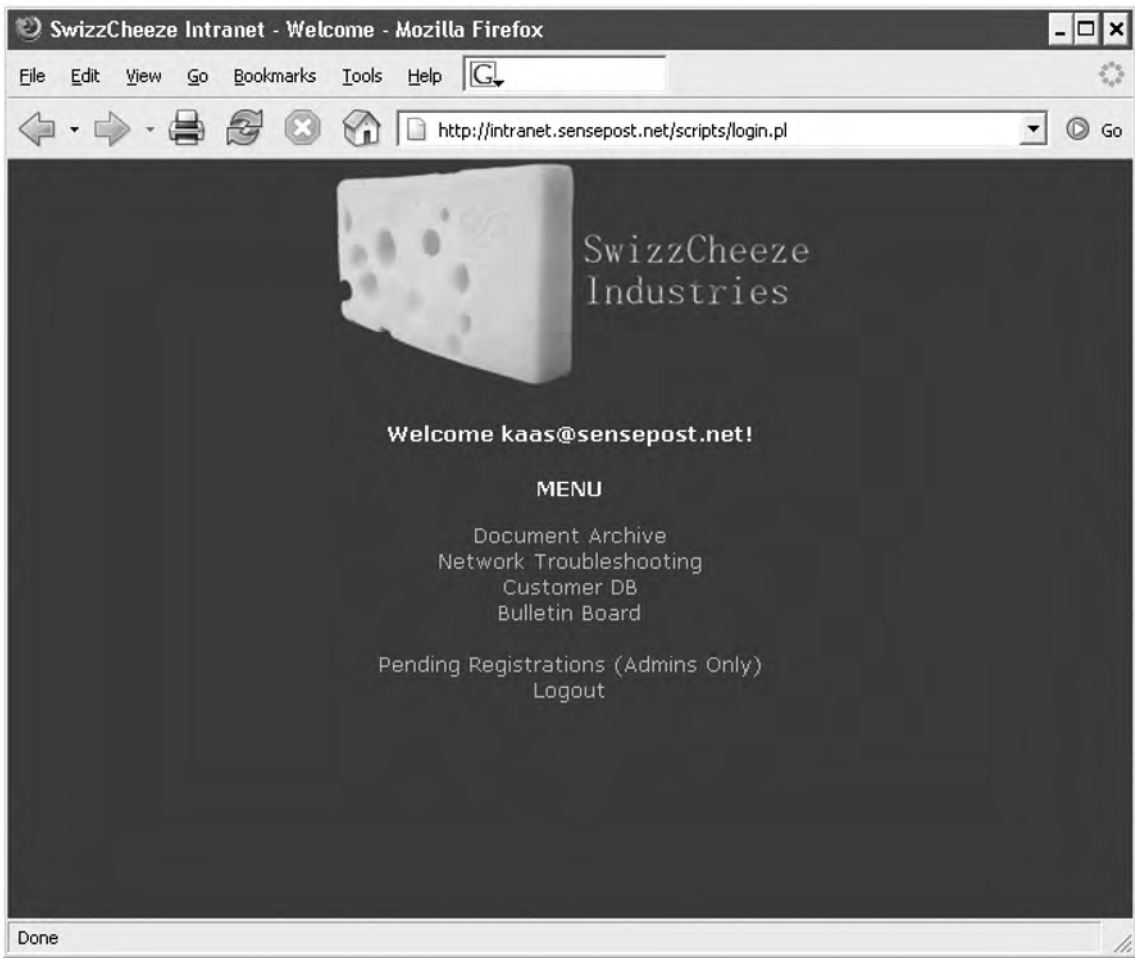 SwizzCheeze Intranet - Welcome - Mozilla Firefox
File Edit View Go Bookmarks Tools Help G
http://intranet.sensepost.net/scripts/login.pl Go
SwizzCheeze
Industries
Welcome kaas@sensepost.net!
MENU
Document Archive
Network Troubleshooting
Customer DB
Bulletin Board
Pending Registrations (Admins Only)
Logout
Done